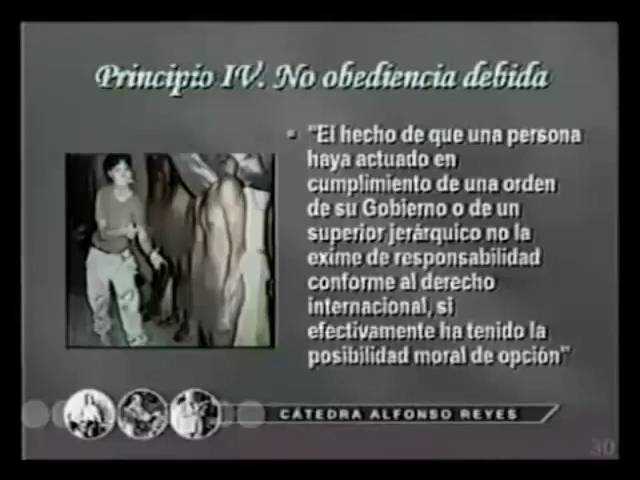 Principio IV. No obediencia debida
"El hecho de que una persona
haya actuado en
cumplimiento de una orden
de su Gobierno o de un
superior jerárquico no la
exime de responsabilidad
conforme al derecho
internacional, si
efectivamente ha tenido la
posibilidad moral de opción"
CÁTEDRA ALFONSO REYES
30